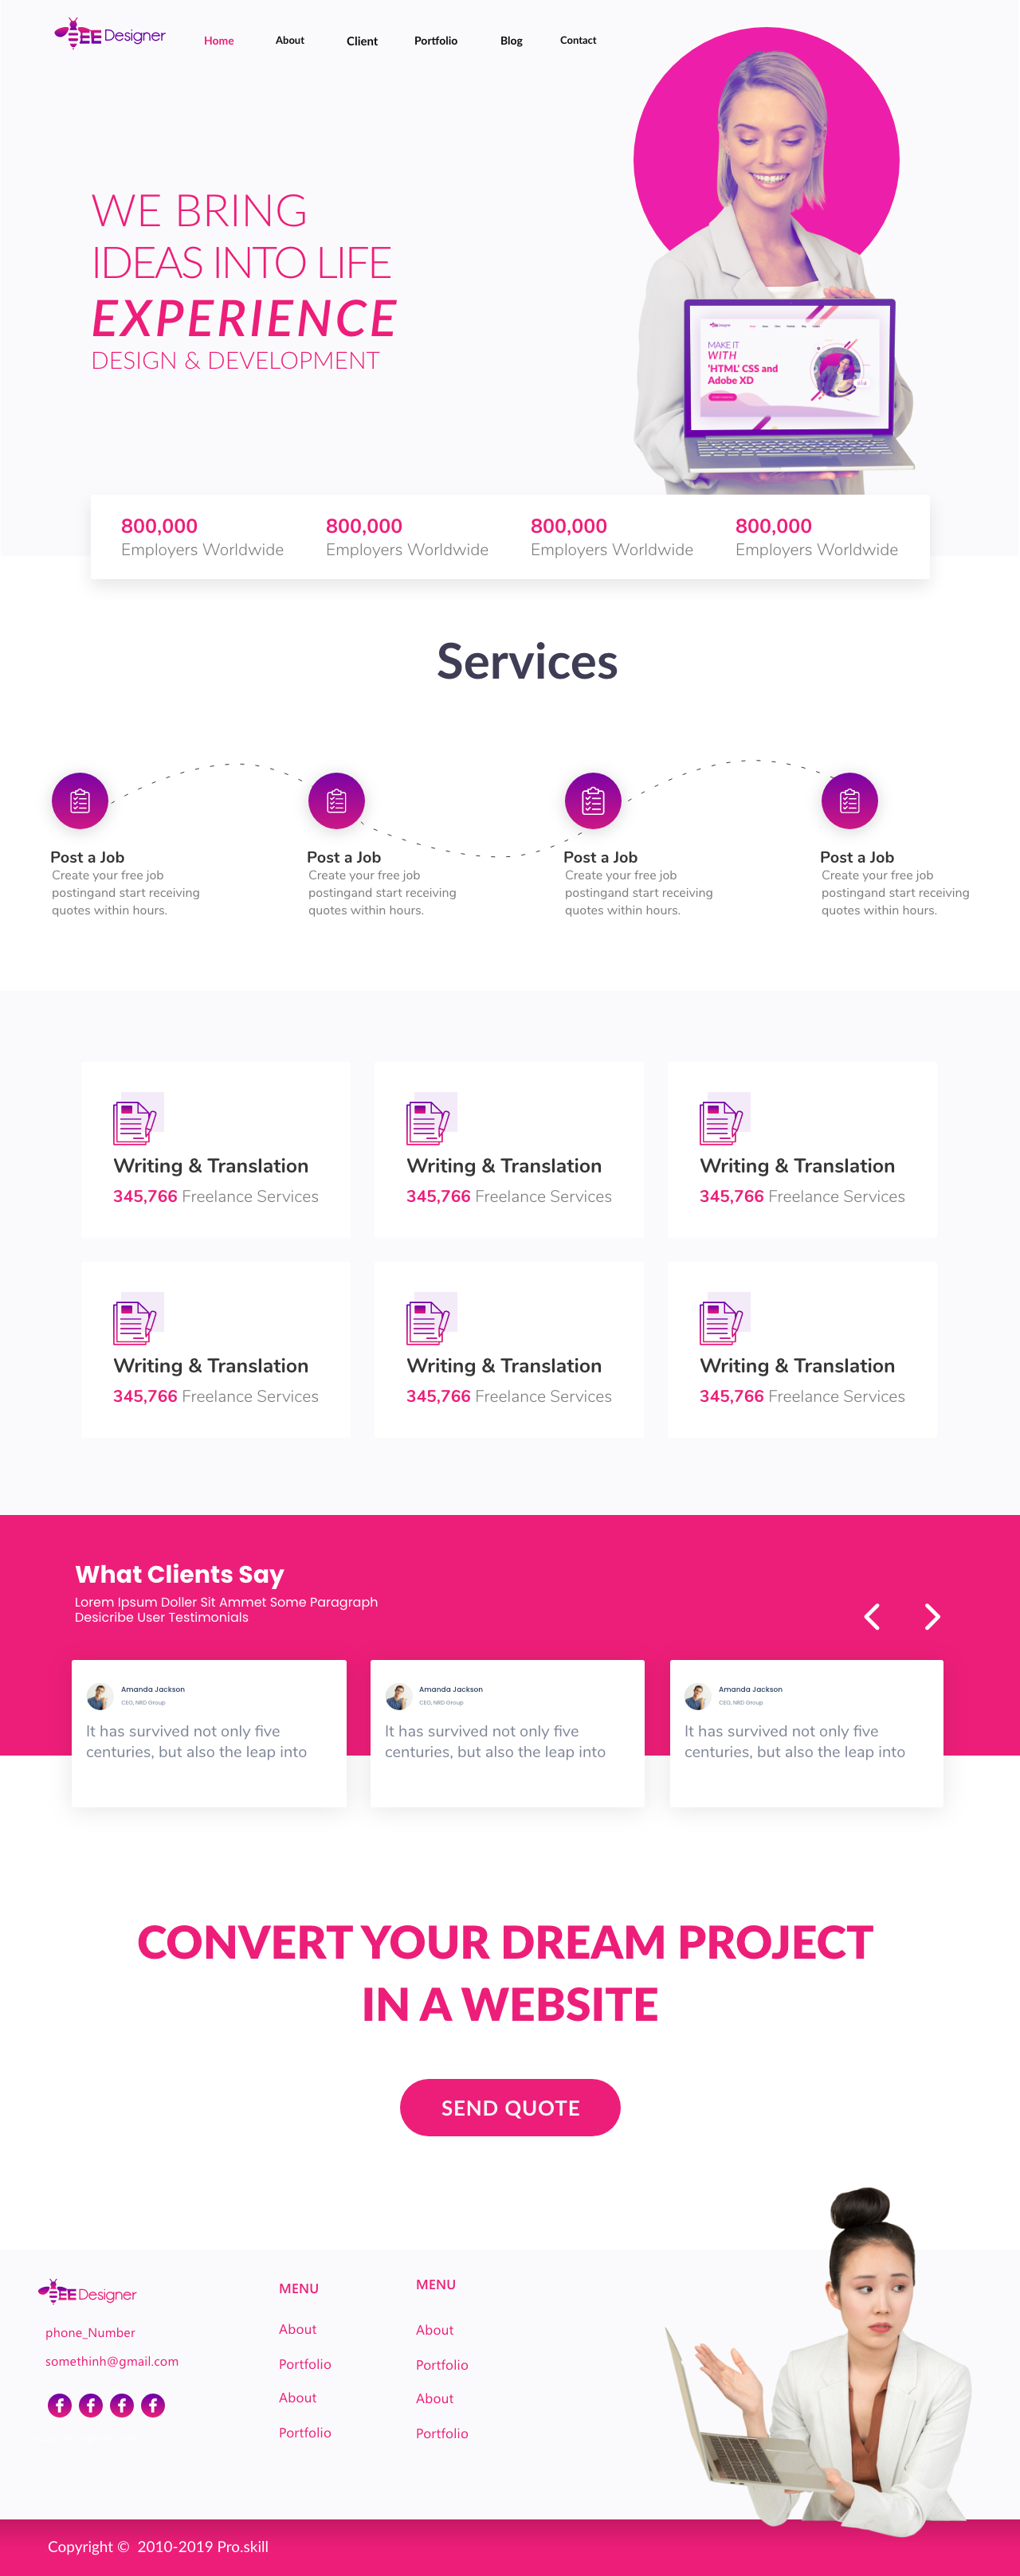 EE Designer
Home About Client Portfolio Blog Contact
WE BRING
IDEAS INTO LIFE
EXPERIENCE
DESIGN & DEVELOPMENT
MAKE IT
WITH
'HTML' CSS and
Adobe XD
800,000 800,000 800,000 800,000
Employers Worldwide Employers Worldwide Employers Worldwide Employers Worldwide
Services
Post a Job
Create your free job
postingand start receiving
quotes within hours.
Post a Job
Create your free job
postingand start receiving
quotes within hours.
Post a Job
Create your free job
postingand start receiving
quotes within hours.
Post a Job
Create your free job
postingand start receiving
quotes within hours.
Writing & Translation
345,766 Freelance Services
Writing & Translation
345,766 Freelance Services
Writing & Translation
345,766 Freelance Services
Writing & Translation
345,766 Freelance Services
Writing & Translation
345,766 Freelance Services
Writing & Translation
345,766 Freelance Services
What Clients Say
Lorem Ipsum Doller Sit Ammet Some Paragraph
Desicribe User Testimonials
Amanda Jackson
CEO, NRD Group
It has survived not only five
centuries, but also the leap into
Amanda Jackson
CEO, NRD Group
It has survived not only five
centuries, but also the leap into
Amanda Jackson
CEO, NRD Group
It has survived not only five
centuries, but also the leap into
CONVERT YOUR DREAM PROJECT
IN A WEBSITE
SEND QUOTE
EE Designer
phone_Number
somethinh@gmail.com
MENU
About
Portfolio
About
Portfolio
MENU
About
Portfolio
About
Portfolio
Copyright © 2010-2019 Pro.skill